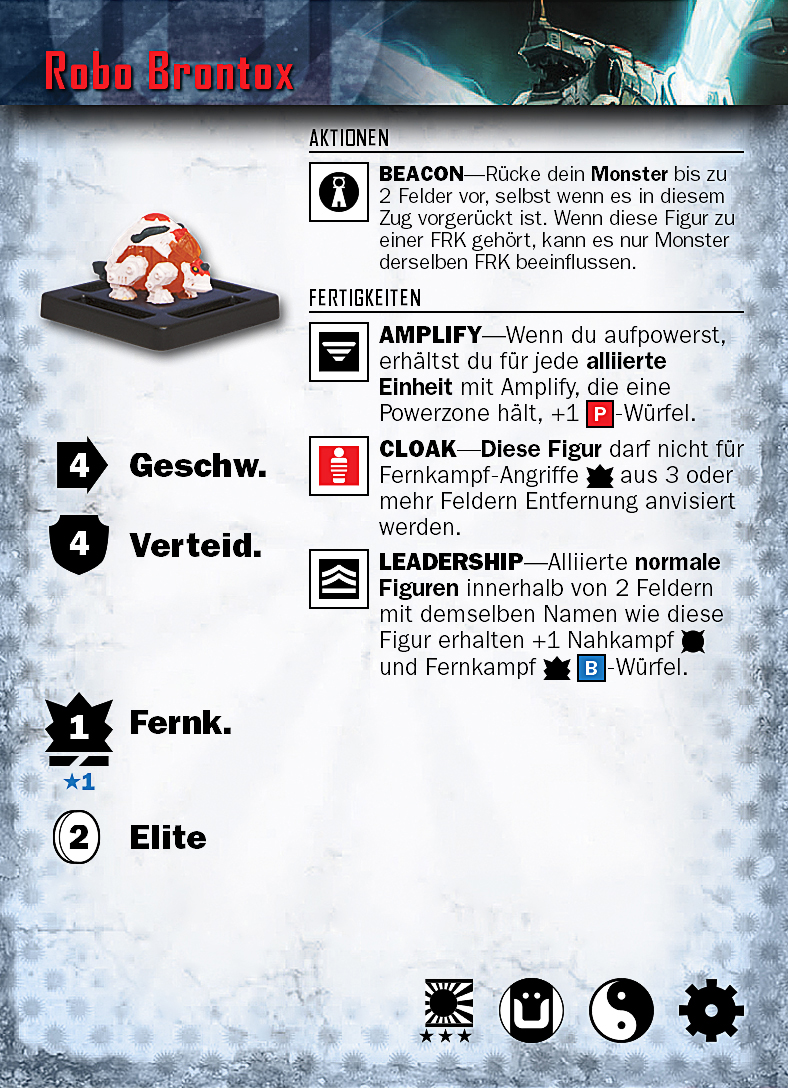 Robo Brontox
AKTIONEN
BEACON—Rücke dein Monster bis zu
2 Felder vor, selbst wenn es in diesem
Zug vorgerückt ist. Wenn diese Figur zu
einer FRK gehört, kann es nur Monster
derselben FRK beeinflussen.
FERTIGKEITEN
AMPLIFY—Wenn du aufpowerst,
erhältst du für jede alliierte
Einheit mit Amplify, die eine
Powerzone hält, +1 P-Würfel.
CLOAK—Diese Figur darf nicht für
Fernkampf-Angriffe aus 3 oder
mehr Feldern Entfernung anvisiert
werden.
LEADERSHIP—Alliierte normale
Figuren innerhalb von 2 Feldern
mit demselben Namen wie diese
Figur erhalten +1 Nahkampf
und Fernkampf B-Würfel.
4 Geschw.
4 Verteid.
1 Fernk.
★1
2 Elite
★★★